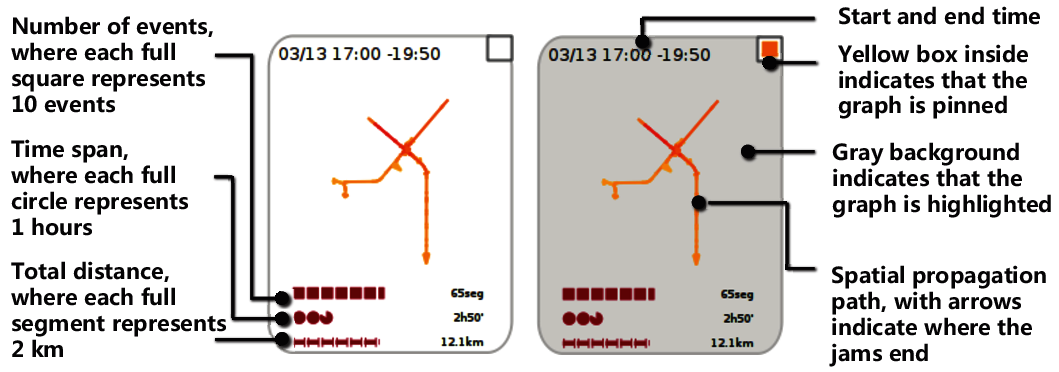 Number of events,
where each full
square represents
10 events
Time span,
where each full
circle represents
1 hours
Total distance,
where each full
segment represents
2 km
03/13 17:00 -19:50
65seg
2h50'
12.1km
03/13 17:00 -19:50
65seg
2h50'
12.1km
Start and end time
Yellow box inside
indicates that the
graph is pinned
Gray background
indicates that the
graph is highlighted
Spatial propagation
path, with arrows
indicate where the
jams end